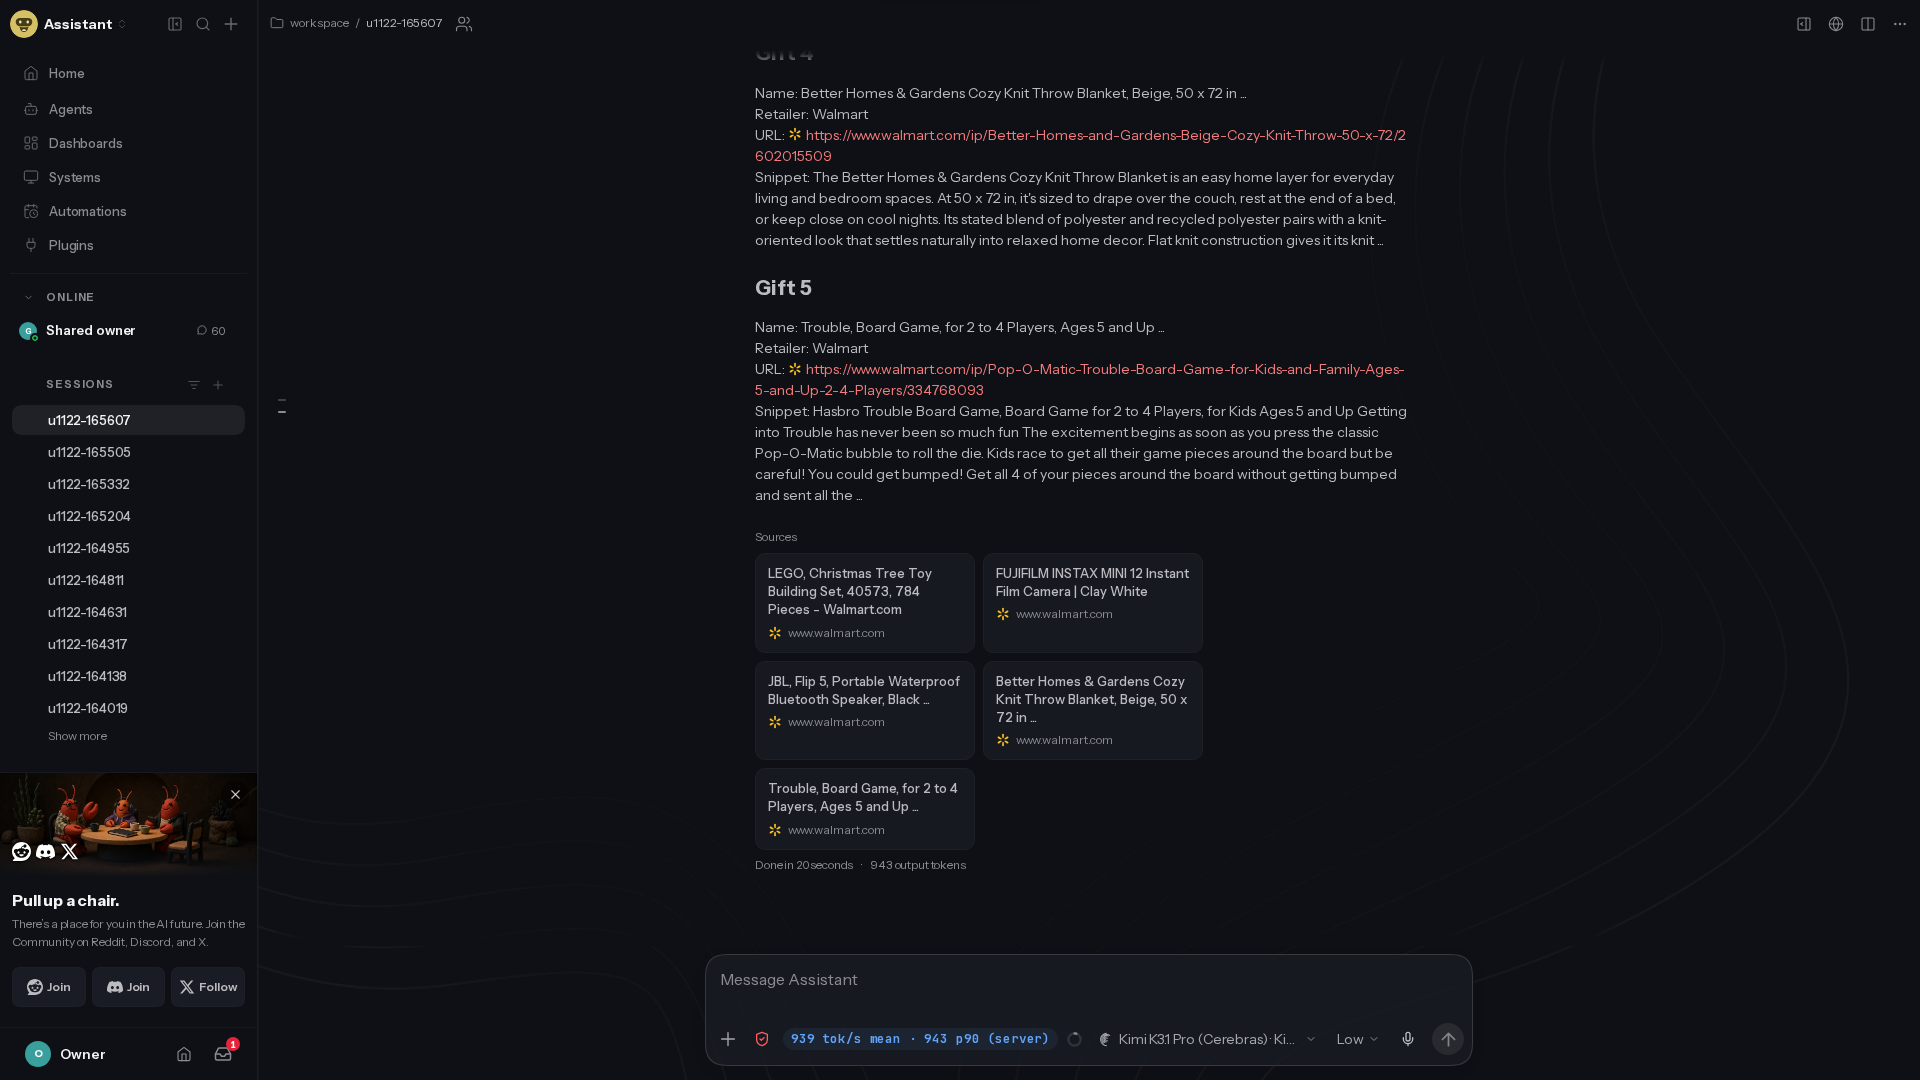 Assistant
Home
Agents
Dashboards
Systems
Automations
Plugins
ONLINE
G
Shared owner
60
SESSIONS
u1122-165607
u1122-165505
u1122-165332
u1122-165204
u1122-164955
u1122-164811
u1122-164631
u1122-164317
u1122-164138
u1122-164019
Show more
Pull up a chair.
There's a place for you in the AI future. Join the
Community on Reddit, Discord, and X.
Join
Join
Follow
O
Owner
1
workspace / u1122-165607
Gift 4
Name: Better Homes & Gardens Cozy Knit Throw Blanket, Beige, 50 x 72 in ...
Retailer: Walmart
URL: https://www.walmart.com/ip/Better-Homes-and-Gardens-Beige-Cozy-Knit-Throw-50-x-72/2
602015509
Snippet: The Better Homes & Gardens Cozy Knit Throw Blanket is an easy home layer for everyday
living and bedroom spaces. At 50 x 72 in, it's sized to drape over the couch, rest at the end of a bed,
or keep close on cool nights. Its stated blend of polyester and recycled polyester pairs with a knit-
oriented look that settles naturally into relaxed home decor. Flat knit construction gives it its knit ...
Gift 5
Name: Trouble, Board Game, for 2 to 4 Players, Ages 5 and Up ...
Retailer: Walmart
URL: https://www.walmart.com/ip/Pop-O-Matic-Trouble-Board-Game-for-Kids-and-Family-Ages-
5-and-Up-2-4-Players/334768093
Snippet: Hasbro Trouble Board Game, Board Game for 2 to 4 Players, for Kids Ages 5 and Up Getting
into Trouble has never been so much fun The excitement begins as soon as you press the classic
Pop-O-Matic bubble to roll the die. Kids race to get all their game pieces around the board but be
careful! You could get bumped! Get all 4 of your pieces around the board without getting bumped
and sent all the ...
Sources
LEGO, Christmas Tree Toy
Building Set, 40573, 784
Pieces - Walmart.com
www.walmart.com
FUJIFILM INSTAX MINI 12 Instant
Film Camera | Clay White
www.walmart.com
JBL, Flip 5, Portable Waterproof
Bluetooth Speaker, Black ...
www.walmart.com
Better Homes & Gardens Cozy
Knit Throw Blanket, Beige, 50 x
72 in ...
www.walmart.com
Trouble, Board Game, for 2 to 4
Players, Ages 5 and Up ...
www.walmart.com
Done in 20 seconds · 943 output tokens
Message Assistant
939 tok/s mean · 943 p90 (server)
Kimi K3.1 Pro (Cerebras) · Ki...
Low